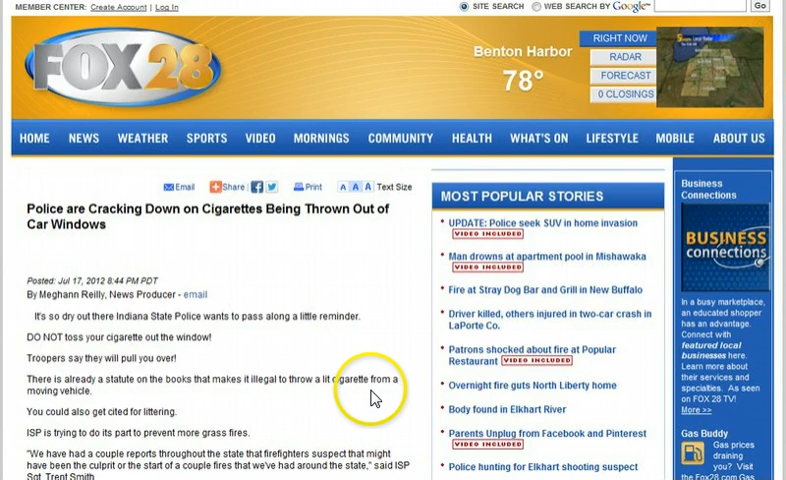 MEMBER CENTER: Create Account | Log In
SITE SEARCH WEB SEARCH BY Google™ Go
FOX 28
Benton Harbor
78°
RIGHT NOW
RADAR
FORECAST
0 CLOSINGS
HOME NEWS WEATHER SPORTS VIDEO MORNINGS COMMUNITY HEALTH WHAT'S ON LIFESTYLE MOBILE ABOUT US
Email Share Print A A A Text Size
Police are Cracking Down on Cigarettes Being Thrown Out of
Car Windows
Posted: Jul 17, 2012 8:44 PM PDT
By Meghann Reilly, News Producer - email
It's so dry out there Indiana State Police wants to pass along a little reminder.
DO NOT toss your cigarette out the window!
Troopers say they will pull you over!
There is already a statute on the books that makes it illegal to throw a lit cigarette from a
moving vehicle.
You could also get cited for littering.
ISP is trying to do its part to prevent more grass fires.
"We have had a couple reports throughout the state that firefighters suspect that might
have been the culprit or the start of a couple fires that we've had around the state," said ISP
Sgt. Trent Smith
MOST POPULAR STORIES
UPDATE: Police seek SUV in home invasion
VIDEO INCLUDED
Man drowns at apartment pool in Mishawaka
VIDEO INCLUDED
Fire at Stray Dog Bar and Grill in New Buffalo
Driver killed, others injured in two-car crash in
LaPorte Co.
Patrons shocked about fire at Popular
Restaurant VIDEO INCLUDED
Overnight fire guts North Liberty home
Body found in Elkhart River
Parents Unplug from Facebook and Pinterest
VIDEO INCLUDED
Police hunting for Elkhart shooting suspect
Business
Connections
BUSINESS
connections
In a busy marketplace,
an educated shopper
has an advantage.
Connect with
featured local
businesses here.
Learn more about
their services and
specialties. As seen
on FOX 28 TV!
More >>
Gas Buddy
Gas prices
draining
you? Visit
the Fox28.com Gas